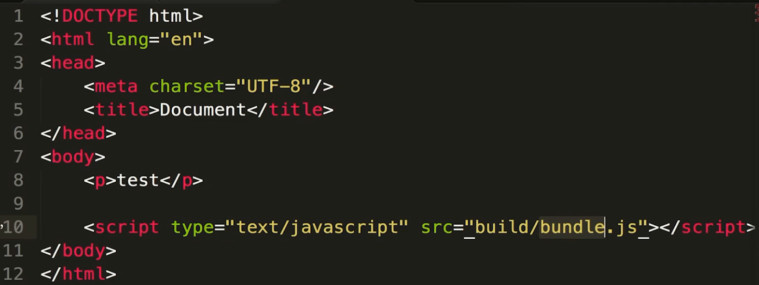 1 <!DOCTYPE html>
2 <html lang="en">
3 <head>
4     <meta charset="UTF-8"/>
5     <title>Document</title>
6 </head>
7 <body>
8     <p>test</p>
9
10     <script type="text/javascript" src="build/bundle.js"></script>
11 </body>
12 </html>